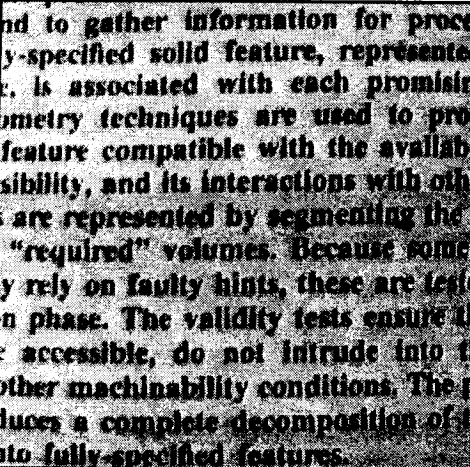 nd to gather information for proce
y-specified solid feature, represente
is associated with each promisin
ometry techniques are used to pro
feature compatible with the availab
sibility, and its interactions with oth
s are represented by segmenting the
"required" volumes. Because some
y rely on faulty hints, these are teste
n phase. The validity tests ensure t
accessible, do not intrude into t
other machinability conditions. The
duces a complete decomposition of
nto fully-specified features.